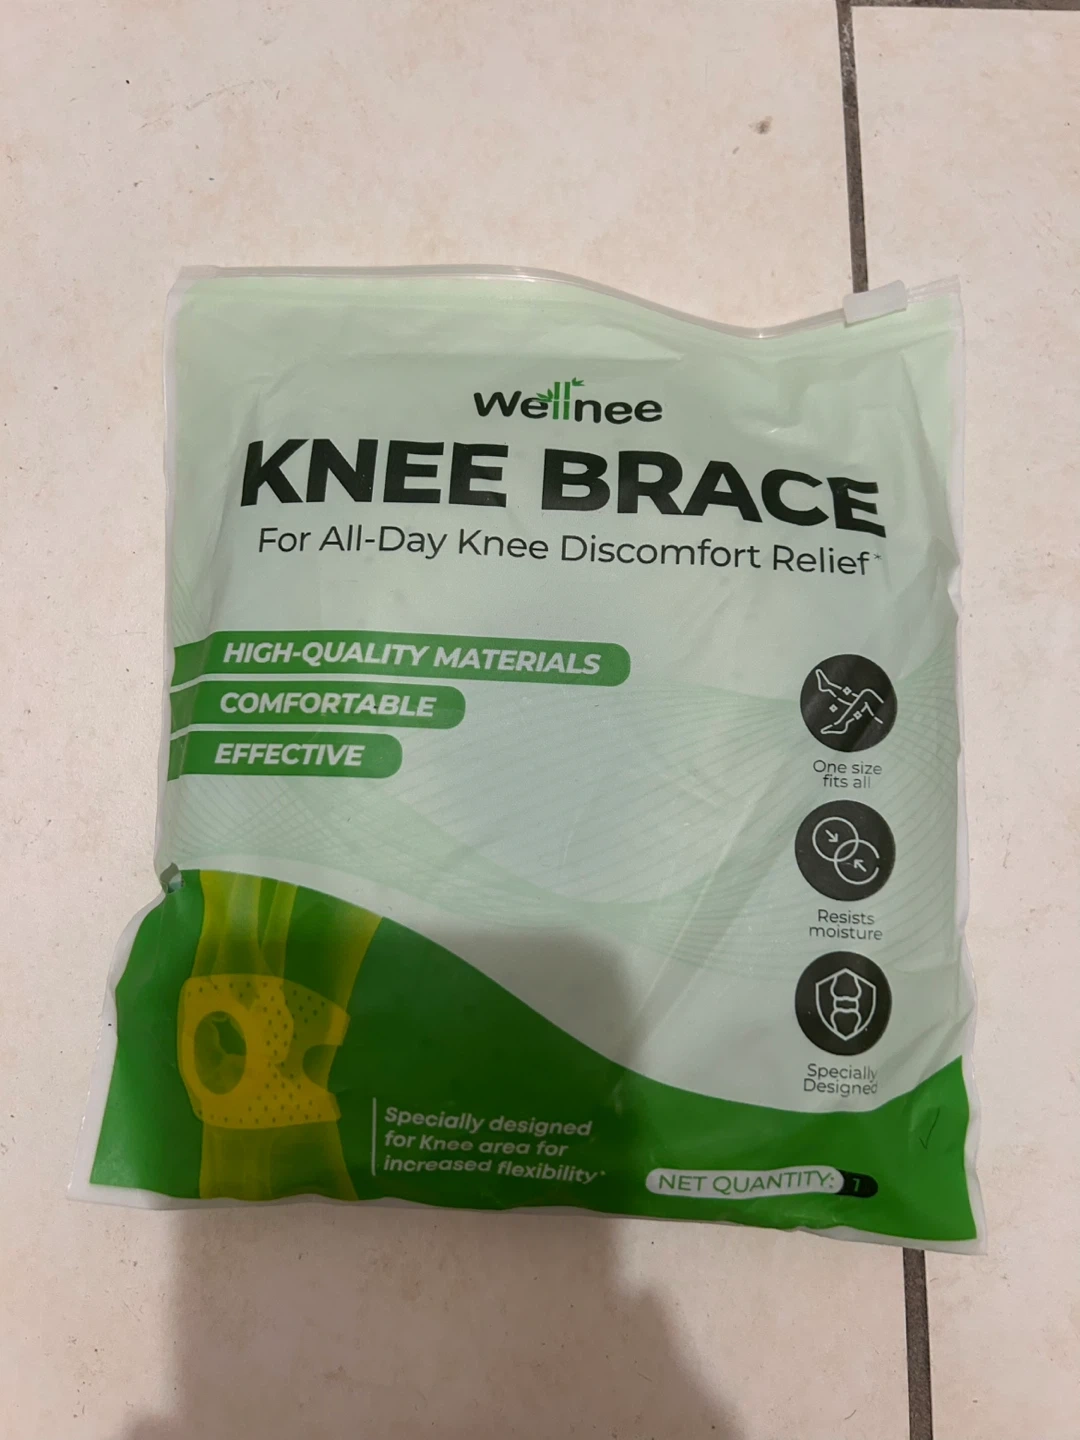 Wellnee
KNEE BRACE
For All-Day Knee Discomfort Relief*
HIGH-QUALITY MATERIALS
COMFORTABLE
EFFECTIVE
One size
fits all
Resists
moisture
Specially
Designed
Specially designed
for Knee area for
increased flexibility*
NET QUANTITY: 1